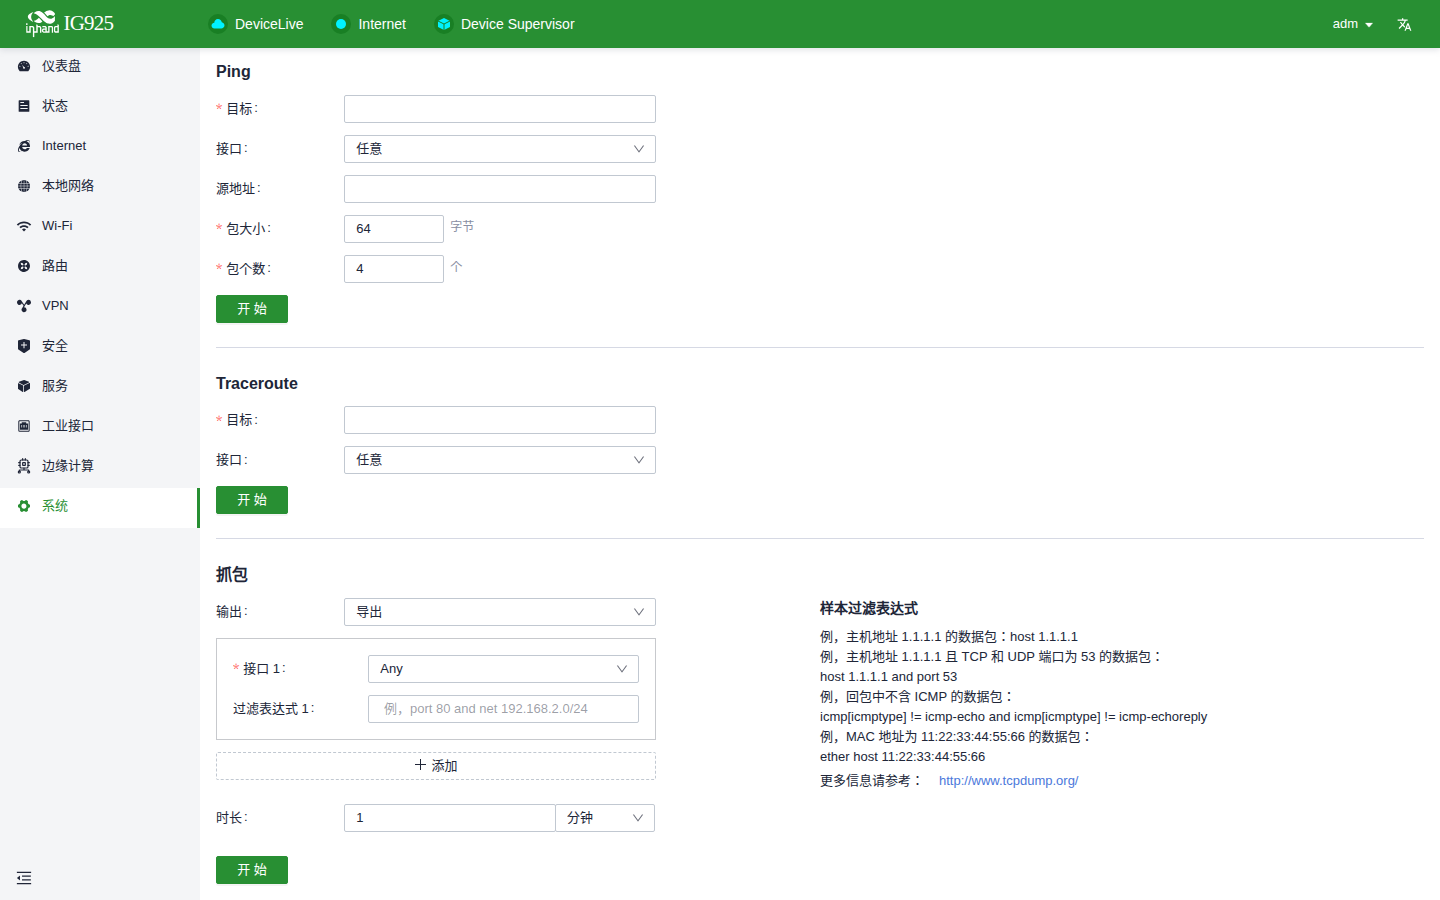 inhand IG925 DeviceLive Internet Device Supervisor adm
仪表盘
状态
Internet
本地网络
Wi-Fi
路由
VPN
安全
服务
工业接口
边缘计算
系统
Ping
* 目标 :
接口 : 任意
源地址 :
* 包大小 : 64 字节
* 包个数 : 4 个
开 始
Traceroute
* 目标 :
接口 : 任意
开 始
抓包
输出 : 导出
* 接口 1 : Any
过滤表达式 1 : 例，port 80 and net 192.168.2.0/24
添加
时长 : 1 分钟
开 始
样本过滤表达式
例，主机地址 1.1.1.1 的数据包：host 1.1.1.1
例，主机地址 1.1.1.1 且 TCP 和 UDP 端口为 53 的数据包：
host 1.1.1.1 and port 53
例，回包中不含 ICMP 的数据包：
icmp[icmptype] != icmp-echo and icmp[icmptype] != icmp-echoreply
例，MAC 地址为 11:22:33:44:55:66 的数据包：
ether host 11:22:33:44:55:66
更多信息请参考： http://www.tcpdump.org/